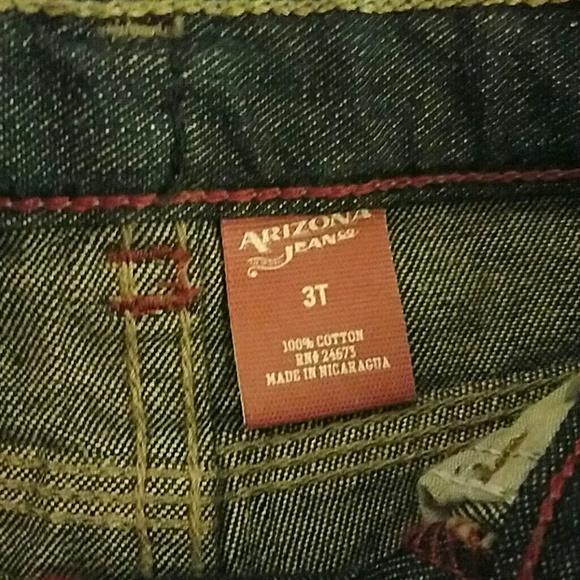 ARIZONA
JEAN CO
3T
100% COTTON
RN# 24673
MADE IN NICARAGUA